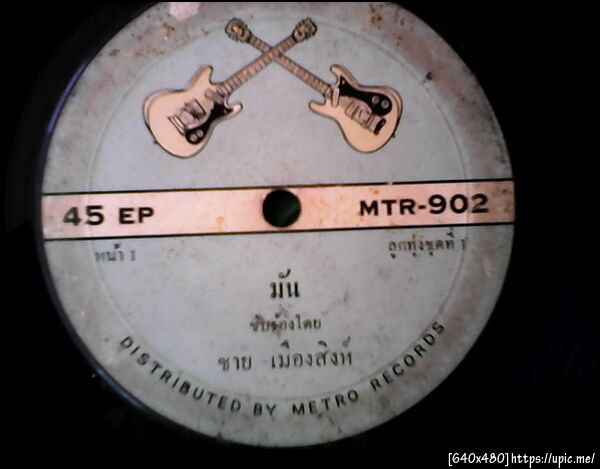 45 EP
MTR-902
หน้า 1
ลูกทุ่งชุดที่ 1
มัน
ขับร้องโดย
ชาย เมืองสิงห์
DISTRIBUTED BY METRO RECORDS
[640x480]https://upic.me/